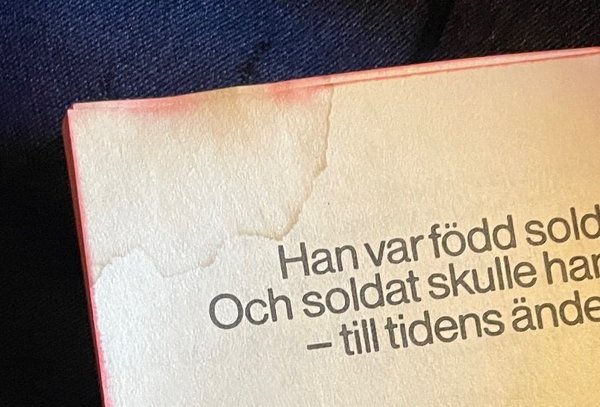 Han var född sold
Och soldat skulle han
– till tidens ände